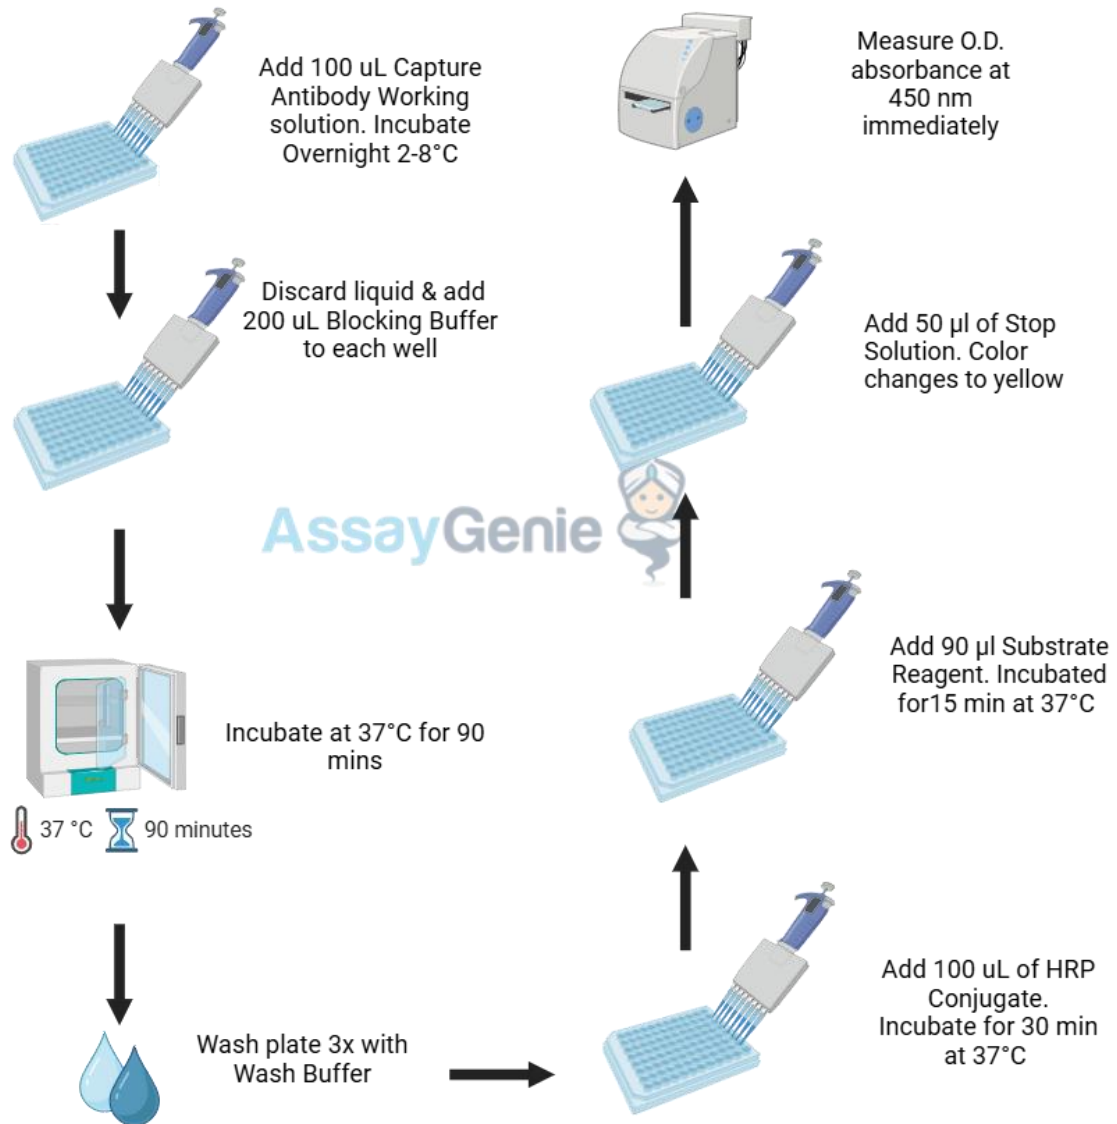 Add 100 uL Capture
Antibody Working
solution. Incubate
Overnight 2-8°C
Discard liquid & add
200 uL Blocking Buffer
to each well
AssayGenie
Incubate at 37°C for 90
mins
37 °C
90 minutes
Wash plate 3x with
Wash Buffer
Add 100 uL of HRP
Conjugate.
Incubate for 30 min
at 37°C
Add 90 µl Substrate
Reagent. Incubated
for15 min at 37°C
Add 50 µl of Stop
Solution. Color
changes to yellow
Measure O.D.
absorbance at
450 nm
immediately